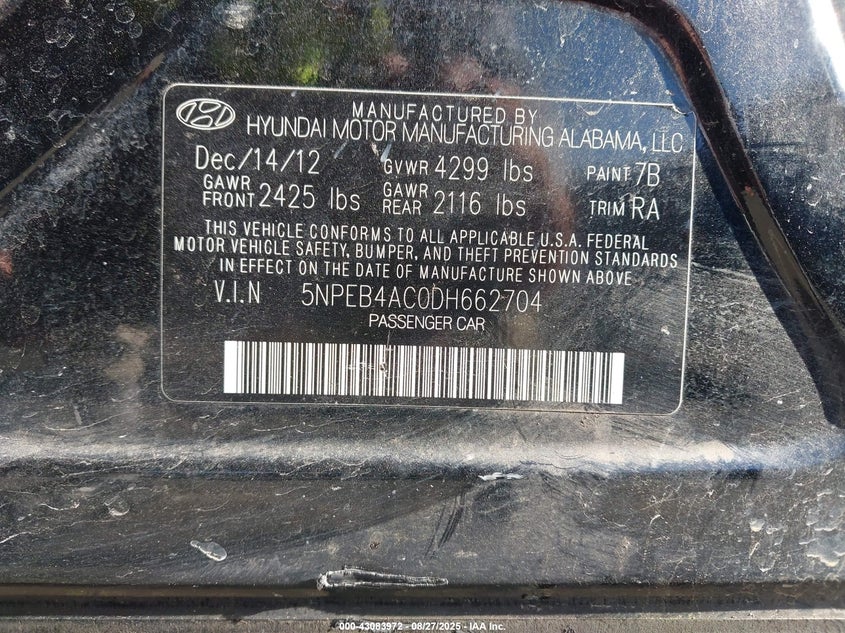 MANUFACTURED BY
HYUNDAI MOTOR MANUFACTURING ALABAMA, LLC
Dec/14/12 GVWR 4299 lbs PAINT 7B
GAWR FRONT 2425 lbs GAWR REAR 2116 lbs TRIM RA
THIS VEHICLE CONFORMS TO ALL APPLICABLE U.S.A. FEDERAL
MOTOR VEHICLE SAFETY, BUMPER, AND THEFT PREVENTION STANDARDS
IN EFFECT ON THE DATE OF MANUFACTURE SHOWN ABOVE
V.I.N 5NPEB4AC0DH662704
PASSENGER CAR
000-43083972 - 08/27/2025 - IAA Inc.